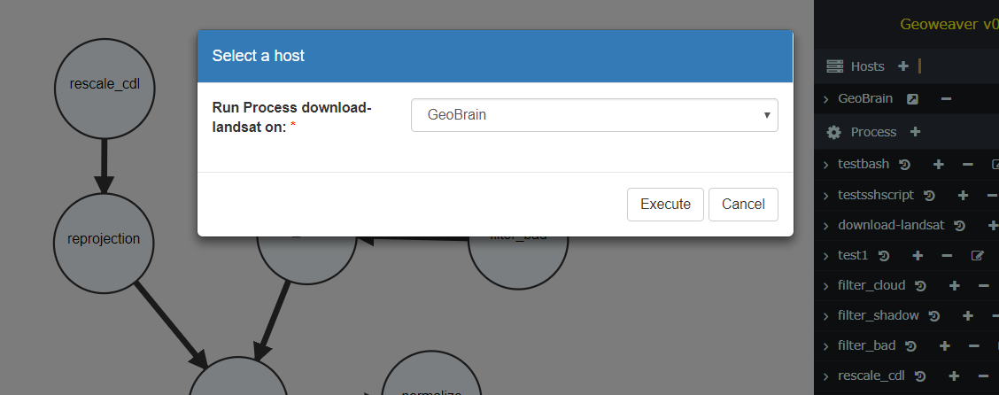 Geoweaver v0
Select a host
Run Process download-
landsat on: *
GeoBrain
Execute
Cancel
rescale_cdl
reprojection
filter_bad
normalize
Hosts
GeoBrain
Process
testbash
testsshscript
download-landsat
test1
filter_cloud
filter_shadow
filter_bad
rescale_cdl